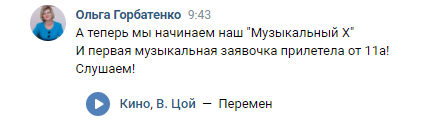 Ольга Горбатенко 9:43
А теперь мы начинаем наш "Музыкальный Х"
И первая музыкальная заявочка прилетела от 11а!
Слушаем!
Кино, В. Цой — Перемен